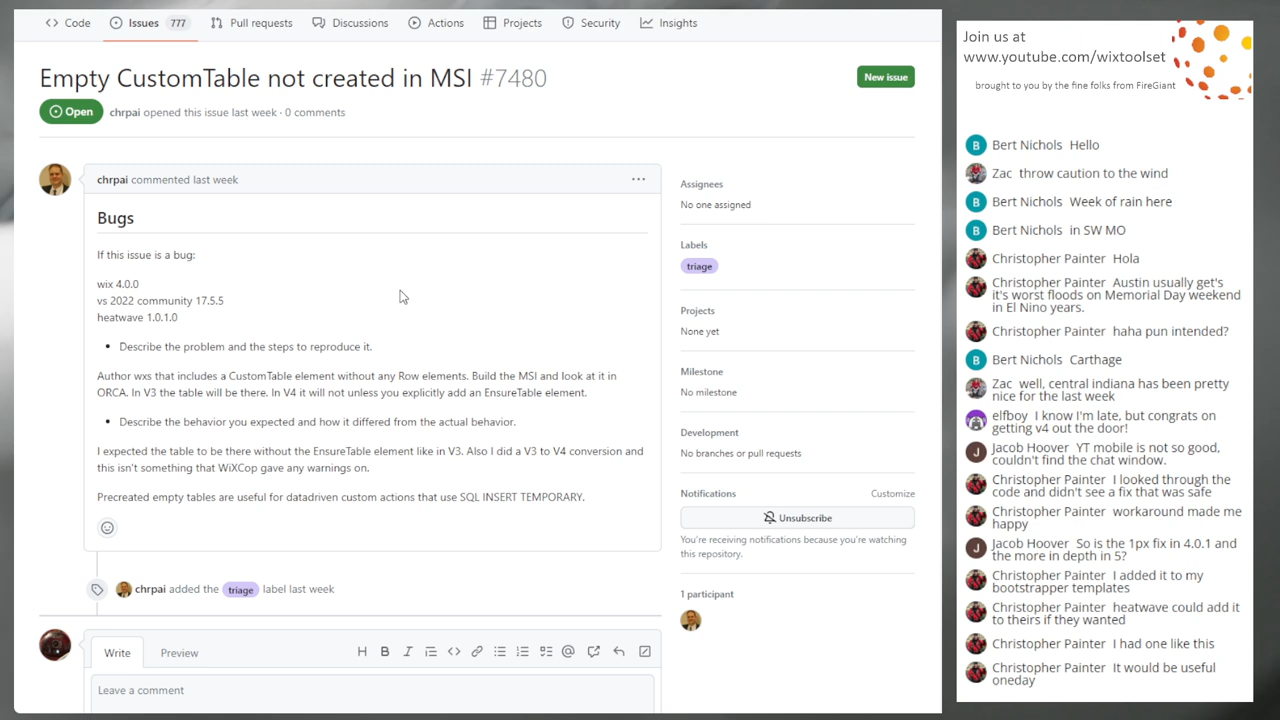 Code
Issues 777
Pull requests
Discussions
Actions
Projects
Security
Insights
Empty CustomTable not created in MSI #7480
New issue
Open
chrpai opened this issue last week · 0 comments
chrpai commented last week
Bugs
If this issue is a bug:
wix 4.0.0
vs 2022 community 17.5.5
heatwave 1.0.1.0
• Describe the problem and the steps to reproduce it.
Author wxs that includes a CustomTable element without any Row elements. Build the MSI and look at it in
ORCA. In V3 the table will be there. In V4 it will not unless you explicitly add an EnsureTable element.
• Describe the behavior you expected and how it differed from the actual behavior.
I expected the table to be there without the EnsureTable element like in V3. Also I did a V3 to V4 conversion and
this isn't something that WiXCop gave any warnings on.
Precreated empty tables are useful for datadriven custom actions that use SQL INSERT TEMPORARY.
chrpai added the triage label last week
Write
Preview
H B I
Leave a comment
Assignees
No one assigned
Labels
triage
Projects
None yet
Milestone
No milestone
Development
No branches or pull requests
Notifications
Customize
Unsubscribe
You're receiving notifications because you're watching
this repository.
1 participant
Join us at
www.youtube.com/wixtoolset
brought to you by the fine folks from FireGiant
B Bert Nichols Hello
Zac throw caution to the wind
B Bert Nichols Week of rain here
B Bert Nichols in SW MO
Christopher Painter Hola
Christopher Painter Austin usually get's
it's worst floods on Memorial Day weekend
in El Nino years.
Christopher Painter haha pun intended?
B Bert Nichols Carthage
Zac well, central indiana has been pretty
nice for the last week
elfboy I know I'm late, but congrats on
getting v4 out the door!
J Jacob Hoover YT mobile is not so good,
couldn't find the chat window.
Christopher Painter I looked through the
code and didn't see a fix that was safe
Christopher Painter workaround made me
happy
J Jacob Hoover So is the 1px fix in 4.0.1 and
the more in depth in 5?
Christopher Painter I added it to my
bootstrapper templates
Christopher Painter heatwave could add it
to theirs if they wanted
Christopher Painter I had one like this
Christopher Painter It would be useful
oneday